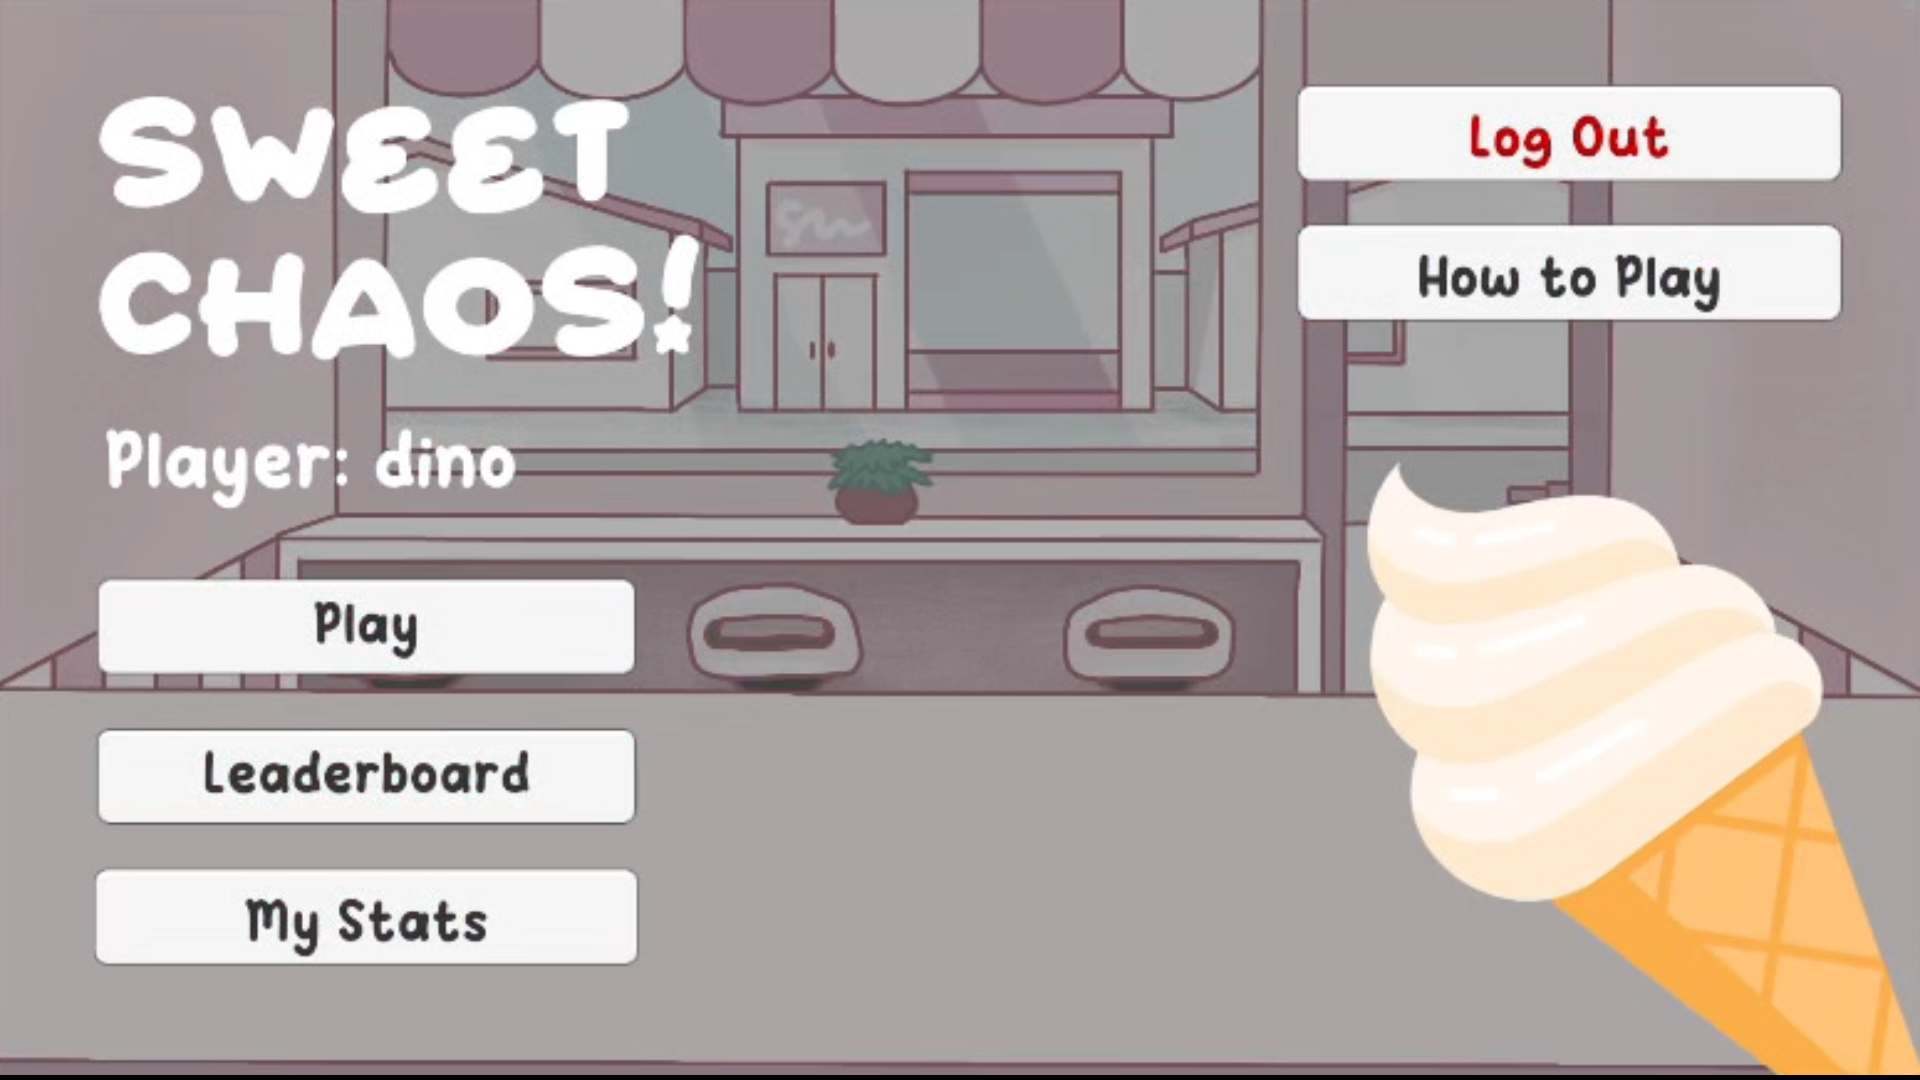 SWEET
CHAOS!
Player: dino
Play
Leaderboard
My Stats
Log Out
How to Play